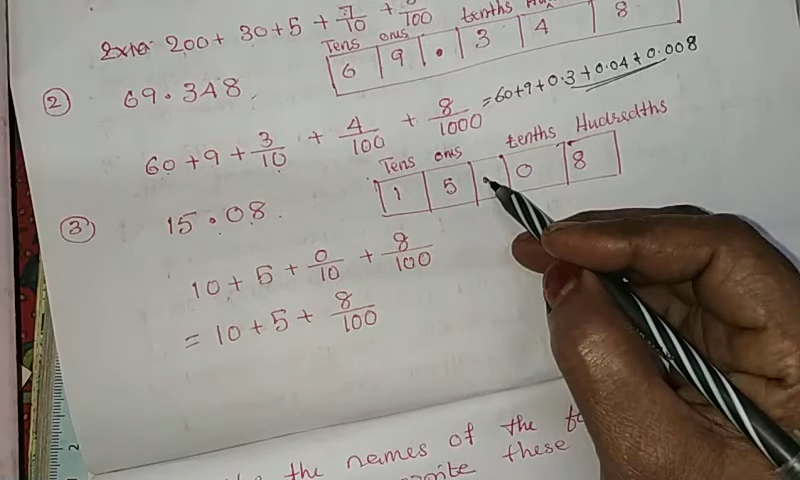 200 + 30 + 5 + 7/10 + /100
Tens ones tenths
6 9 . 3 4 8
② 69.348
60 + 9 + 3/10 + 4/100 + 8/1000 = 60+9+0.3+0.04+0.008
Tens ones tenths Hudredths
1 5 . 0 8
③ 15.08
10 + 5 + 0/10 + 8/100
= 10 + 5 + 8/100
the names of the
these